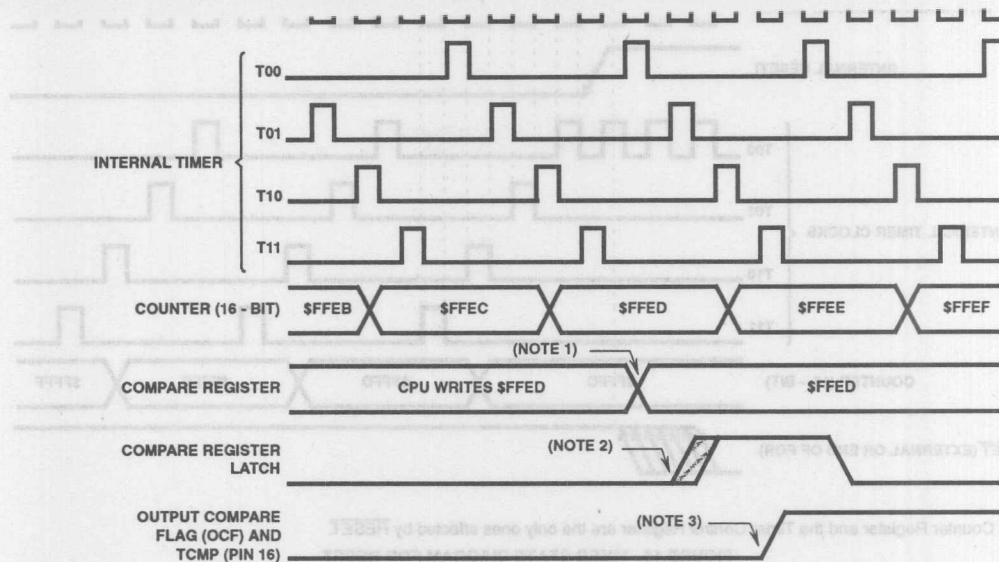 T00
T01
INTERNAL TIMER
T10
T11
COUNTER (16 - BIT) $FFEB $FFEC $FFED $FFEE $FFEF
(NOTE 1)
COMPARE REGISTER CPU WRITES $FFED $FFED
(NOTE 2)
COMPARE REGISTER
LATCH
(NOTE 3)
OUTPUT COMPARE
FLAG (OCF) AND
TCMP (PIN 16)